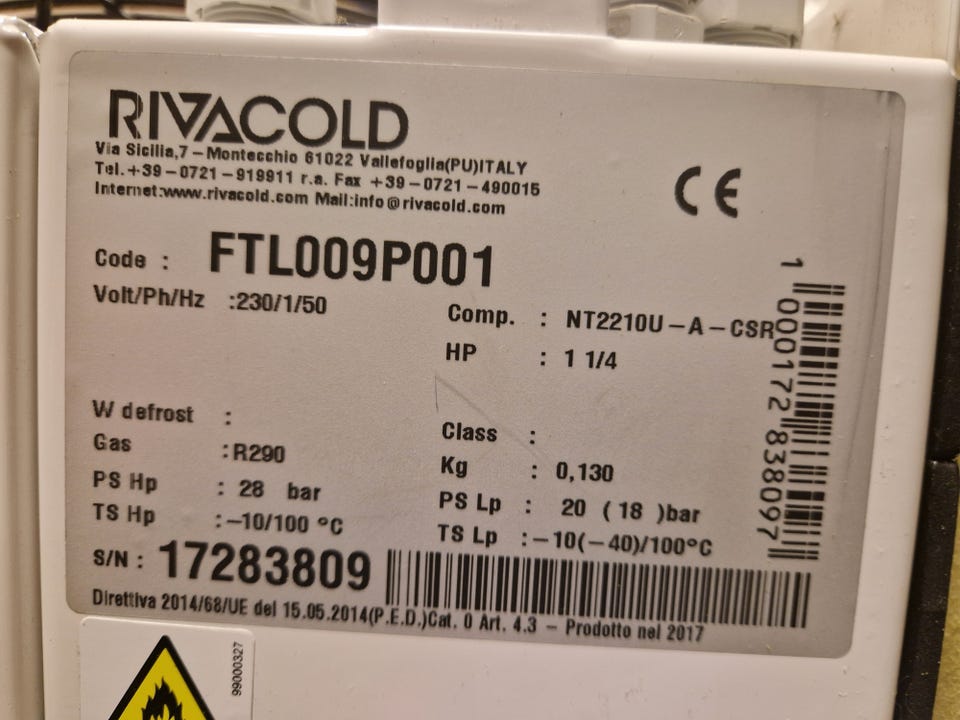 RIVACOLD
Via Sicilia,7 – Montecchio 61022 Vallefoglia(PU)ITALY
Tel.+39-0721-919911 r.a. Fax +39-0721-490015
Internet:www.rivacold.com Mail:info@rivacold.com
CE
Code : FTL009P001
Volt/Ph/Hz :230/1/50
Comp. : NT2210U-A-CSR
HP : 1 1/4
W defrost :
Gas :R290
PS Hp : 28 bar
TS Hp :-10/100 °C
Class :
Kg : 0,130
PS Lp : 20 ( 18 )bar
TS Lp :-10(-40)/100°C
S/N : 17283809
Direttiva 2014/68/UE del 15.05.2014(P.E.D.)Cat. 0 Art. 4.3 – Prodotto nel 2017
1 0000172 838097
99000327